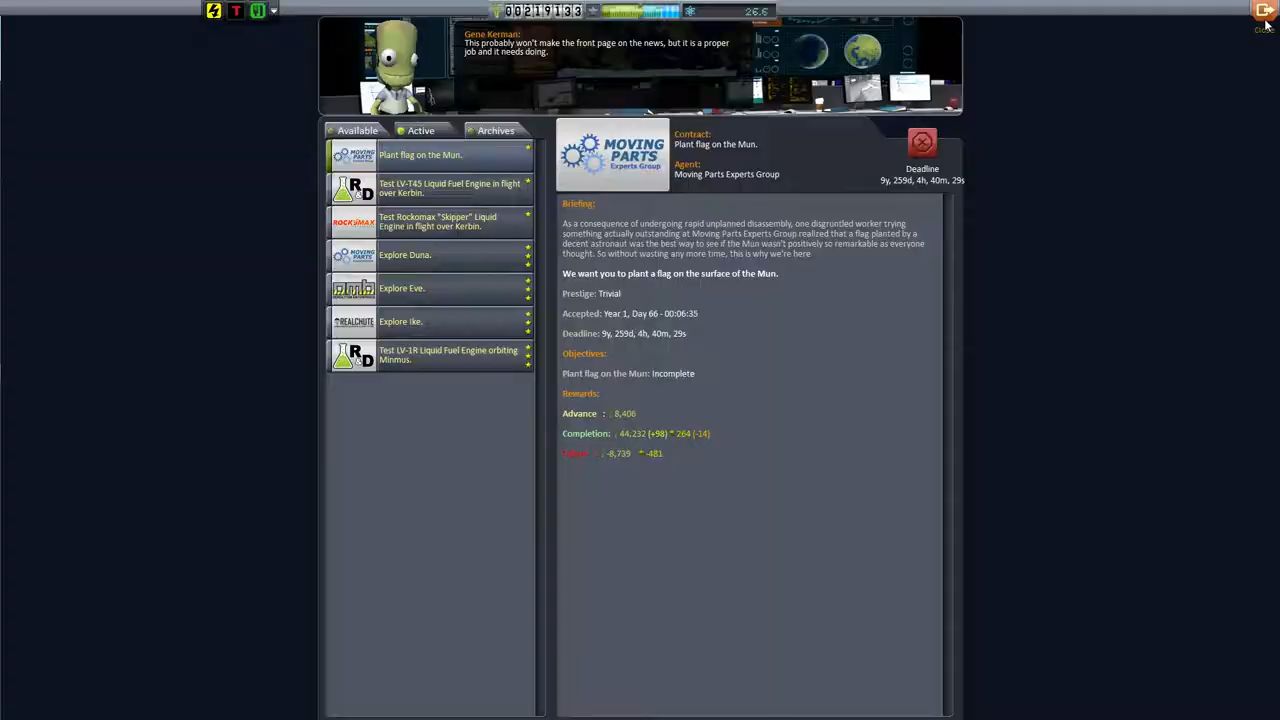 00219133
26.6
Close
Gene Kerman:
This probably won't make the front page on the news, but it is a proper
job and it needs doing.
Available
Active
Archives
MOVING PARTS
Plant flag on the Mun.
R&D
Test LV-T45 Liquid Fuel Engine in flight
over Kerbin.
ROCKOMAX
Test Rockomax "Skipper" Liquid
Engine in flight over Kerbin.
MOVING PARTS
Explore Duna.
Explore Eve.
REALCHUTE
Explore Ike.
R&D
Test LV-1R Liquid Fuel Engine orbiting
Minmus.
MOVING
PARTS
Experts Group
Contract:
Plant flag on the Mun.
Agent:
Moving Parts Experts Group
Deadline
9y, 259d, 4h, 40m, 29s
Briefing:
As a consequence of undergoing rapid unplanned disassembly, one disgruntled worker trying
something actually outstanding at Moving Parts Experts Group realized that a flag planted by a
decent astronaut was the best way to see if the Mun wasn't positively so remarkable as everyone
thought. So without wasting any more time, this is why we're here
We want you to plant a flag on the surface of the Mun.
Prestige: Trivial
Accepted: Year 1, Day 66 - 00:06:35
Deadline: 9y, 259d, 4h, 40m, 29s
Objectives:
Plant flag on the Mun: Incomplete
Rewards:
Advance : 8,406
Completion: 44,232 (+98) 264 (-14)
-8,739 -481